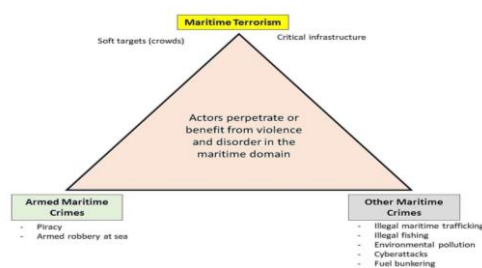 Maritime Terrorism
Soft targets (crowds)
Critical infrastructure
Actors perpetrate or
benefit from violence
and disorder in the
maritime domain
Armed Maritime
Crimes
- Piracy
- Armed robbery at sea
Other Maritime
Crimes
- Illegal maritime trafficking
- Illegal fishing
- Environmental pollution
- Cyberattacks
- Fuel bunkering